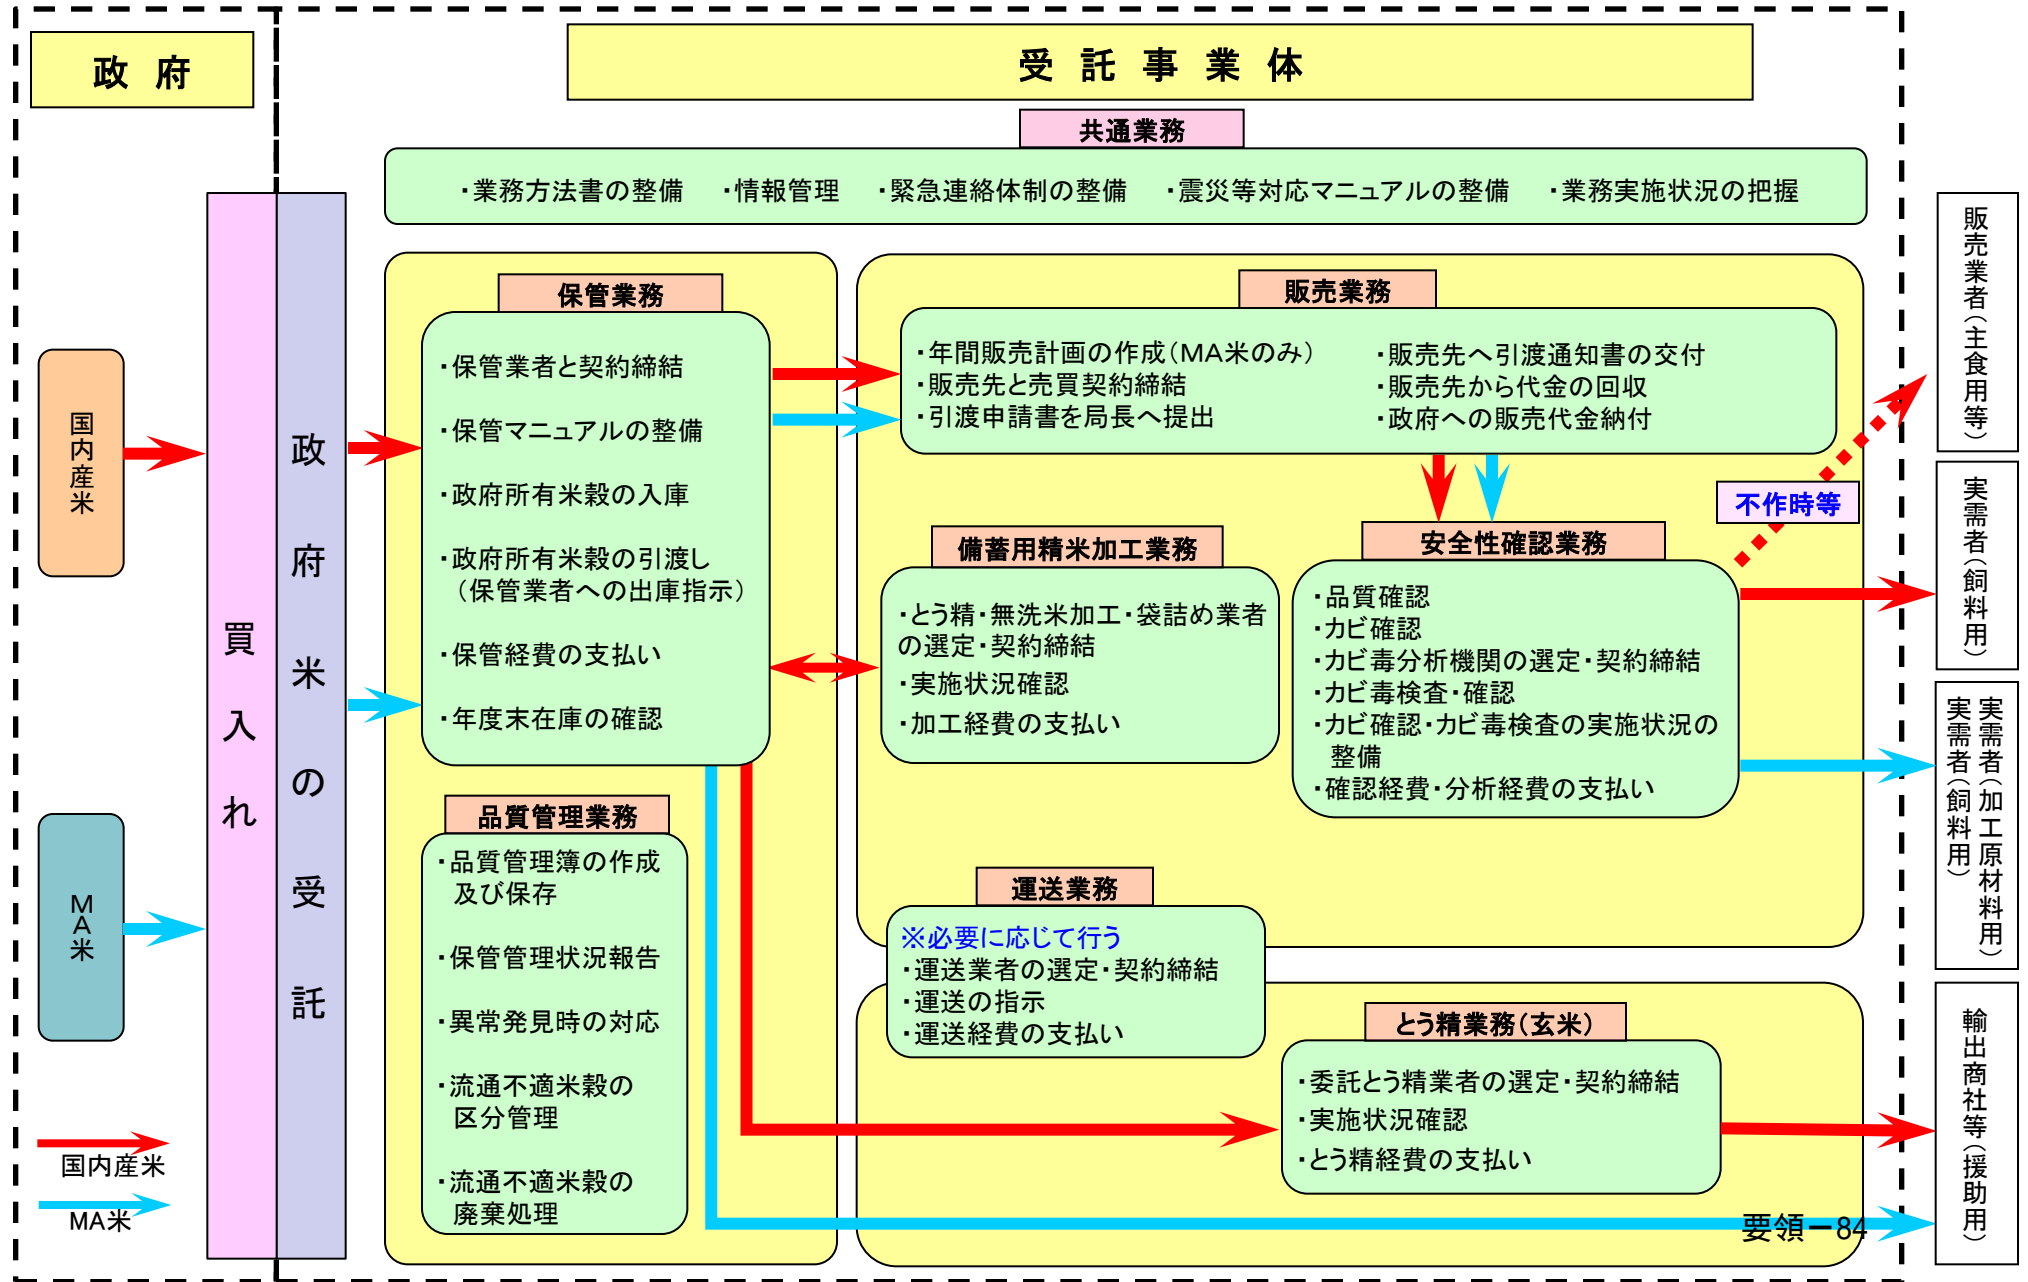 政府
受託事業体
共通業務
・業務方法書の整備　・情報管理　・緊急連絡体制の整備　・震災等対応マニュアルの整備　・業務実施状況の把握
国内産米
MA米
買入れ
政府米の受託
保管業務
・保管業者と契約締結
・保管マニュアルの整備
・政府所有米穀の入庫
・政府所有米穀の引渡し
（保管業者への出庫指示）
・保管経費の支払い
・年度末在庫の確認
品質管理業務
・品質管理簿の作成
及び保存
・保管管理状況報告
・異常発見時の対応
・流通不適米穀の
区分管理
・流通不適米穀の
廃棄処理
販売業務
・年間販売計画の作成（MA米のみ）
・販売先と売買契約締結
・引渡申請書を局長へ提出
・販売先へ引渡通知書の交付
・販売先から代金の回収
・政府への販売代金納付
備蓄用精米加工業務
・とう精・無洗米加工・袋詰め業者
の選定・契約締結
・実施状況確認
・加工経費の支払い
安全性確認業務
・品質確認
・カビ確認
・カビ毒分析機関の選定・契約締結
・カビ毒検査・確認
・カビ確認・カビ毒検査の実施状況の
整備
・確認経費・分析経費の支払い
不作時等
運送業務
※必要に応じて行う
・運送業者の選定・契約締結
・運送の指示
・運送経費の支払い
とう精業務（玄米）
・委託とう精業者の選定・契約締結
・実施状況確認
・とう精経費の支払い
販売業者（主食用等）
実需者（飼料用）
実需者（加工原材料用）
実需者（飼料用）
輸出商社等（援助用）
国内産米
MA米
要領－84